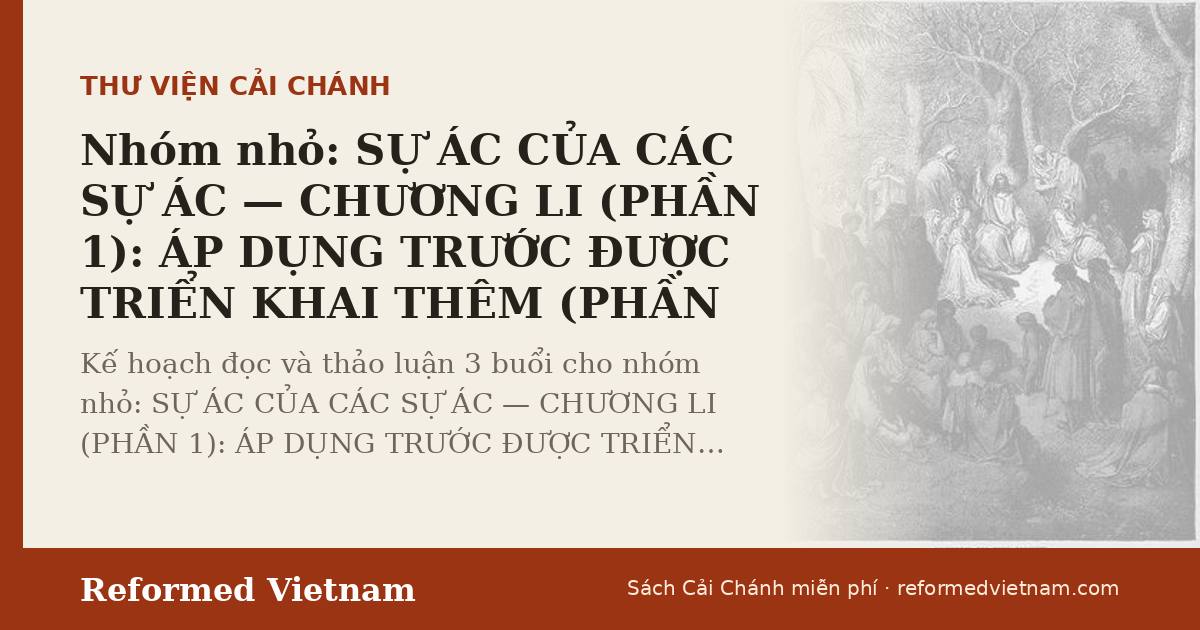 THƯ VIỆN CẢI CHÁNH
Nhóm nhỏ: SỰ ÁC CỦA CÁC
SỰ ÁC — CHƯƠNG LI (PHẦN
1): ÁP DỤNG TRƯỚC ĐƯỢC
TRIỂN KHAI THÊM (PHẦN
Kế hoạch đọc và thảo luận 3 buổi cho nhóm
nhỏ: SỰ ÁC CỦA CÁC SỰ ÁC — CHƯƠNG LI
(PHẦN 1): ÁP DỤNG TRƯỚC ĐƯỢC TRIỂN...
Reformed Vietnam
Sách Cải Chánh miễn phí · reformedvietnam.com